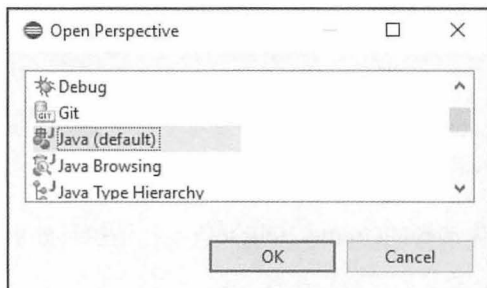 Open Perspective
Debug
Git
Java (default)
Java Browsing
Java Type Hierarchy
OK
Cancel